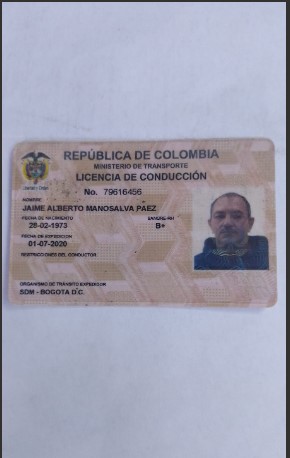 REPÚBLICA DE COLOMBIA
MINISTERIO DE TRANSPORTE
LICENCIA DE CONDUCCIÓN
No. 79616456
NOMBRE
JAIME ALBERTO MANOSALVA PAEZ
FECHA DE NACIMIENTO SANGRE-RH
28-02-1973 B+
FECHA DE EXPEDICION
01-07-2020
RESTRICCIONES DEL CONDUCTOR
ORGANISMO DE TRÁNSITO EXPEDIDOR
SDM - BOGOTA D.C.